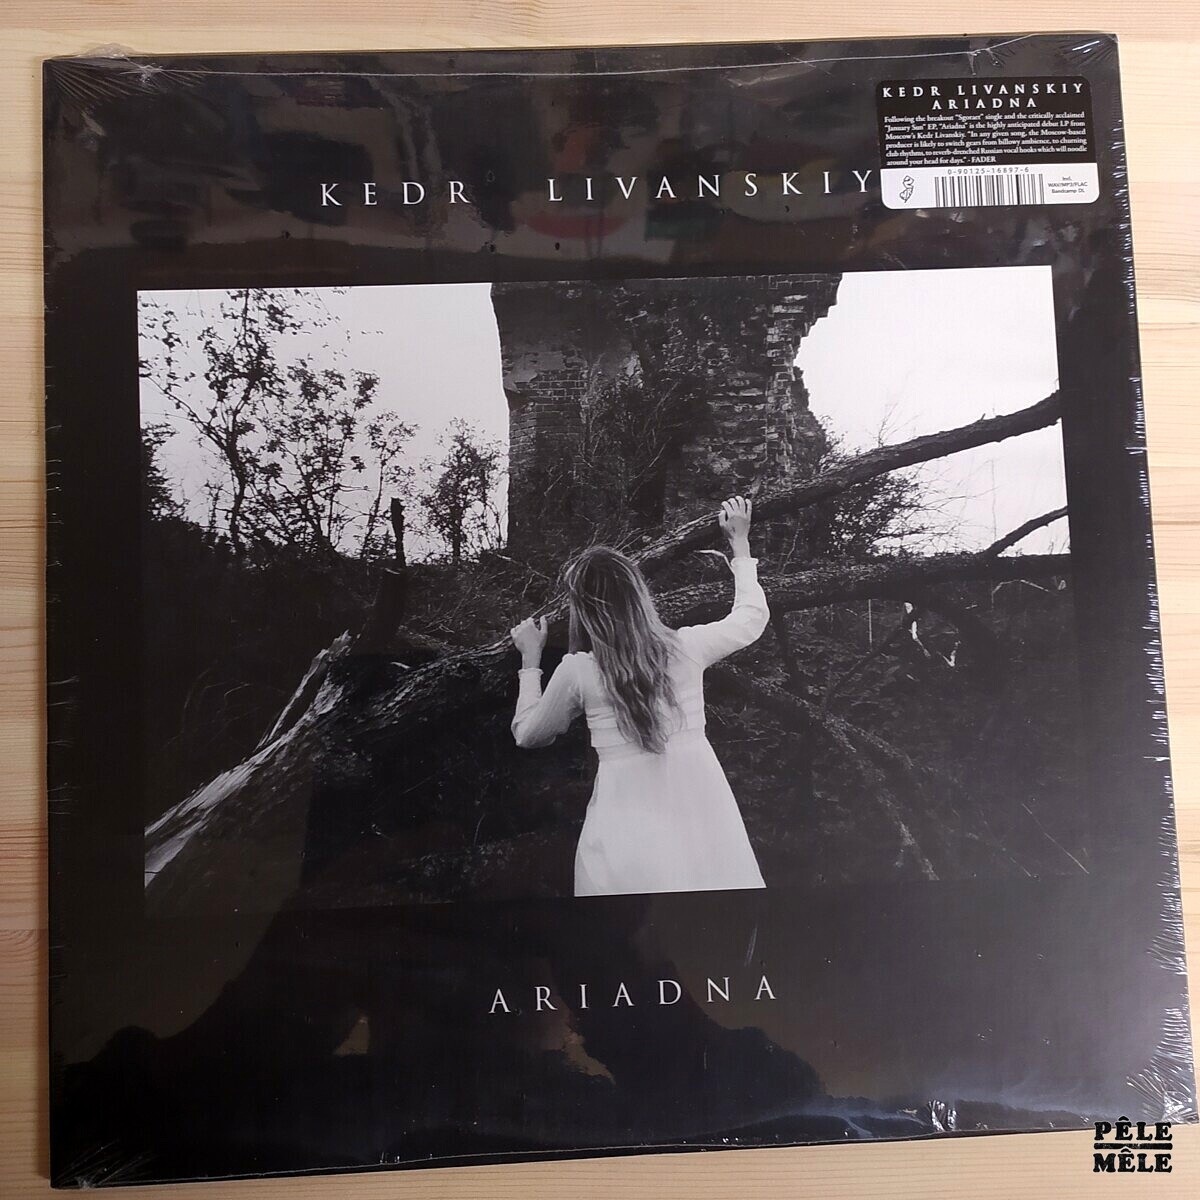 KEDR LIVANSKIY
ARIADNA
Following the breakout "Sgoraet" single and the critically acclaimed
"January Sun" EP, "Ariadna" is the highly anticipated debut LP from
Moscow's Kedr Livanskiy. "In any given song, the Moscow-based
producer is likely to switch gears from billowy ambience, to churning
club rhythms, to reverb-drenched Russian vocal hooks which will noodle
around your head for days." - FADER
0-90125-16897-6
Incl.
WAV/MP3/FLAC
Bandcamp DL
KEDR LIVANSKIY
ARIADNA
PÊLE
MÊLE